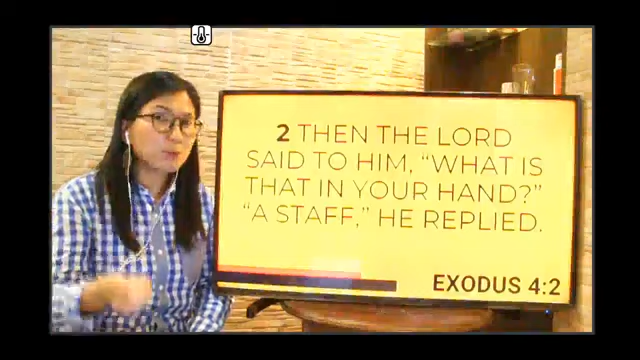 2 THEN THE LORD
SAID TO HIM, “WHAT IS
THAT IN YOUR HAND?”
“A STAFF,” HE REPLIED.
EXODUS 4:2